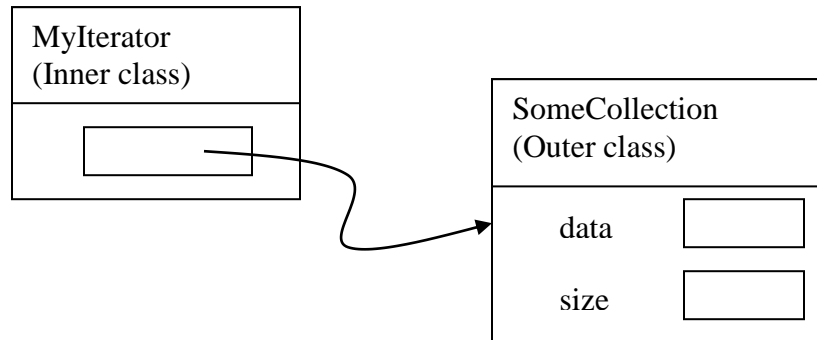 MyIterator
(Inner class)
SomeCollection
(Outer class)
data
size